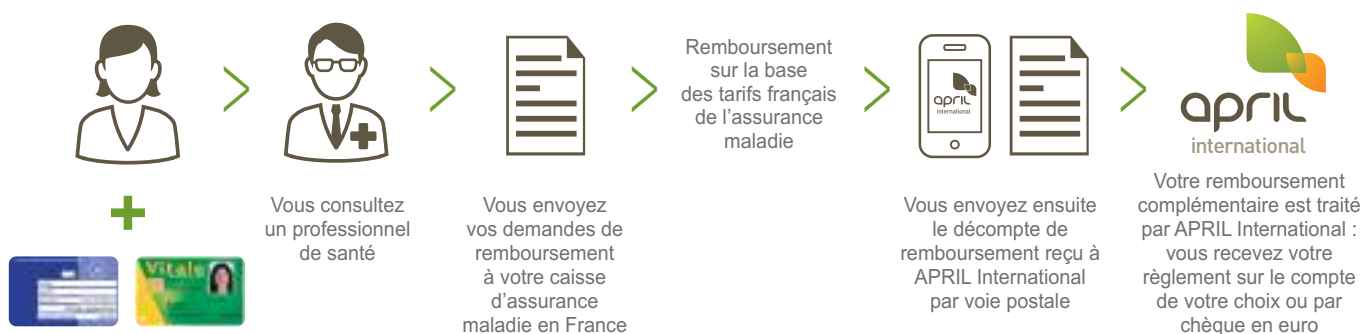 Vitale
Vous consultez
un professionnel
de santé
Vous envoyez
vos demandes de
remboursement
à votre caisse
d'assurance
maladie en France
Remboursement
sur la base
des tarifs français
de l'assurance
maladie
april
international
Vous envoyez ensuite
le décompte de
remboursement reçu à
APRIL International
par voie postale
april
international
Votre remboursement
complémentaire est traité
par APRIL International :
vous recevez votre
règlement sur le compte
de votre choix ou par
chèque en euro